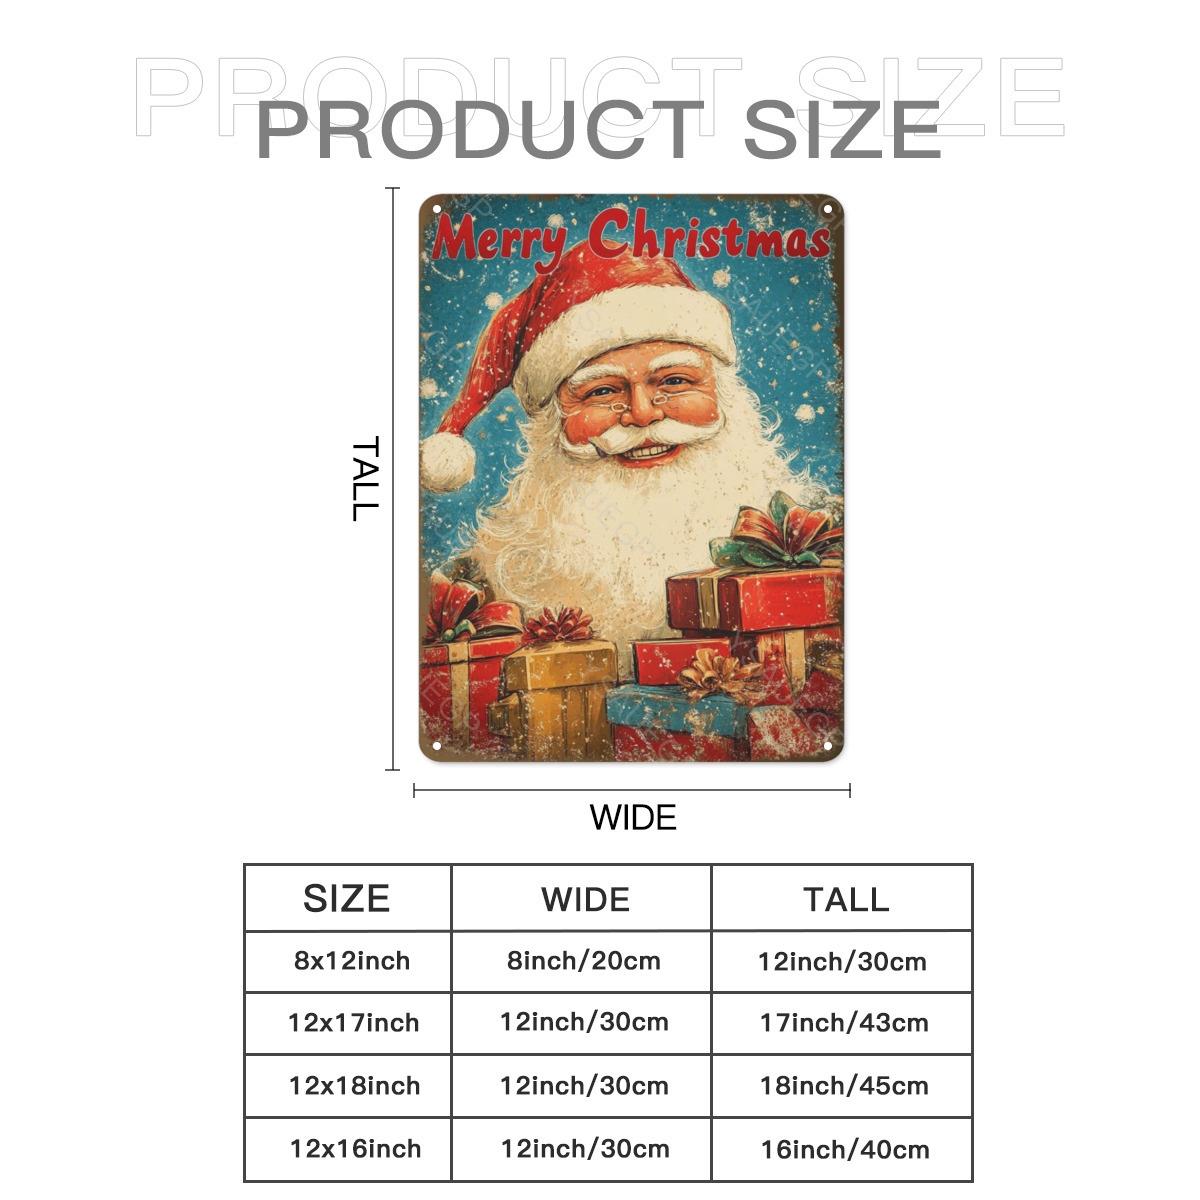 PRODUCT SIZE
PRODUCT SIZE
Merry Christmas
TALL
WIDE
SIZE WIDE TALL
8x12inch 8inch/20cm 12inch/30cm
12x17inch 12inch/30cm 17inch/43cm
12x18inch 12inch/30cm 18inch/45cm
12x16inch 12inch/30cm 16inch/40cm